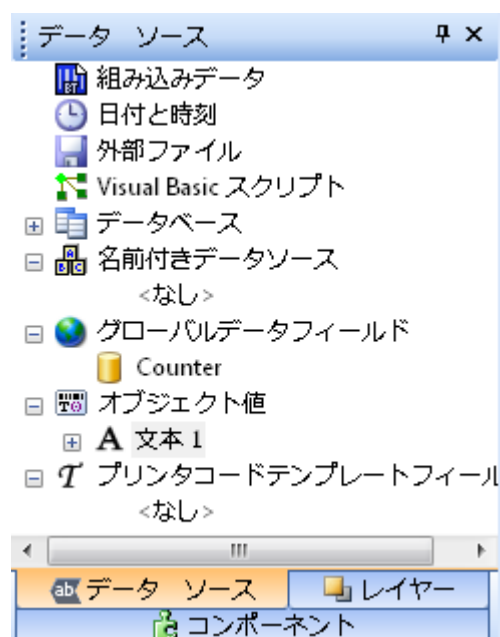 データ ソース
組み込みデータ
日付と時刻
外部ファイル
Visual Basic スクリプト
データベース
名前付きデータソース
<なし>
グローバルデータフィールド
Counter
オブジェクト値
A 文本 1
プリンタコードテンプレートフィール
<なし>
データ ソース
レイヤー
コンポーネント